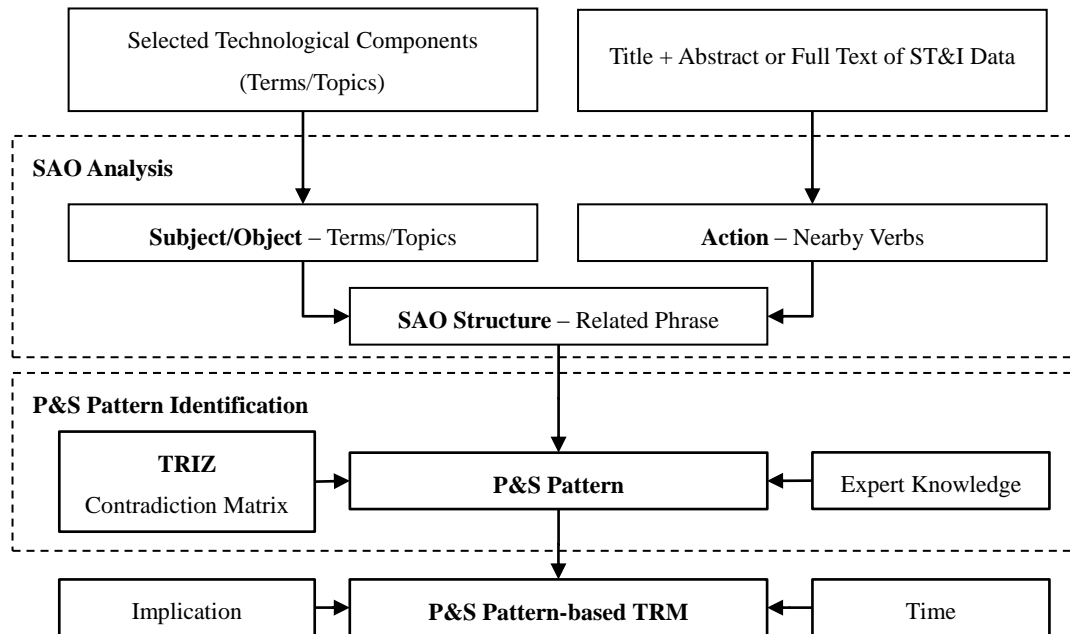 Selected Technological Components
(Terms/Topics)
Title + Abstract or Full Text of ST&I Data
SAO Analysis
Subject/Object – Terms/Topics
Action – Nearby Verbs
SAO Structure – Related Phrase
P&S Pattern Identification
TRIZ
Contradiction Matrix
P&S Pattern
Expert Knowledge
Implication
P&S Pattern-based TRM
Time